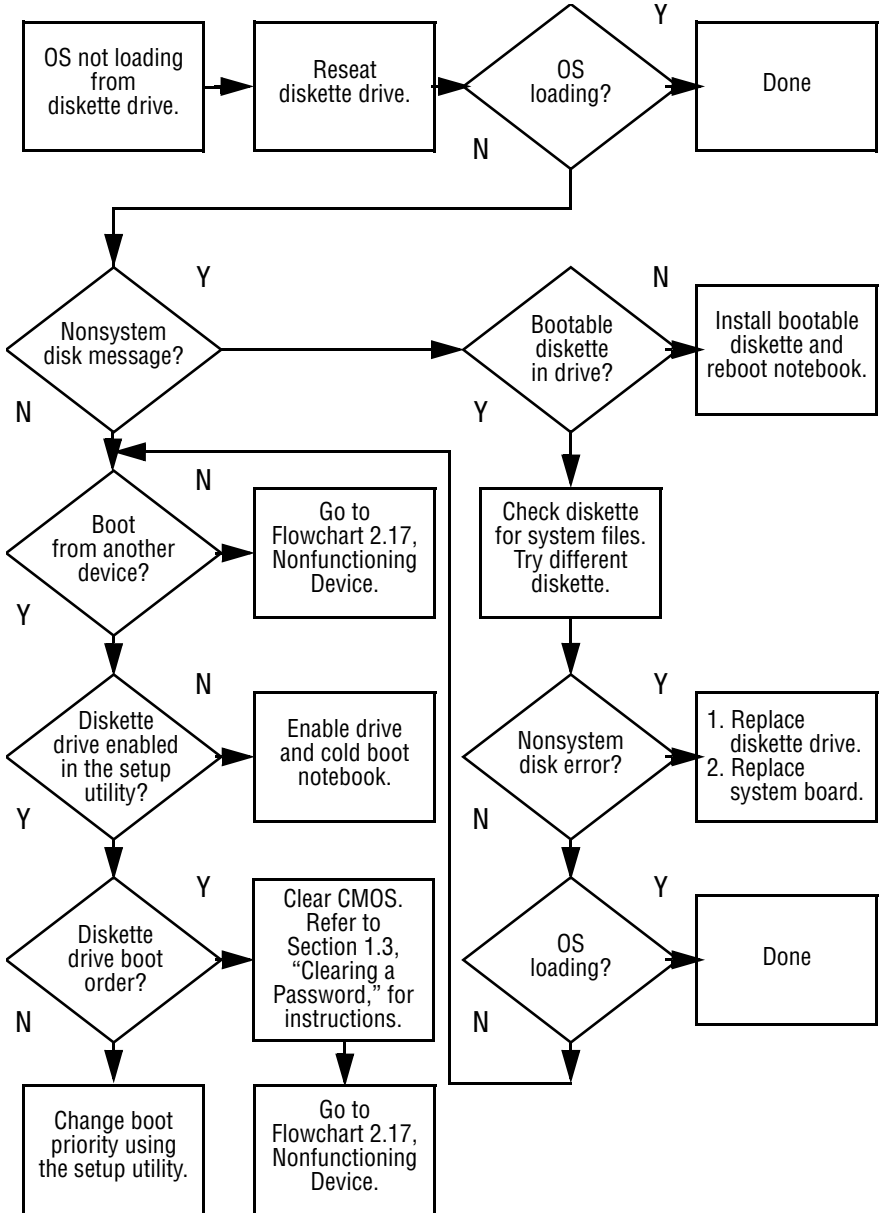 OS not loading
from
diskette drive.
Reseat
diskette drive.
OS
loading?
Y
Done
N
Nonsystem
disk message?
Y
Bootable
diskette
in drive?
N
Install bootable
diskette and
reboot notebook.
N
Y
Boot
from another
device?
N
Go to
Flowchart 2.17,
Nonfunctioning
Device.
Check diskette
for system files.
Try different
diskette.
Y
Diskette
drive enabled
in the setup
utility?
N
Enable drive
and cold boot
notebook.
Nonsystem
disk error?
Y
1. Replace
diskette drive.
2. Replace
system board.
Y
N
Diskette
drive boot
order?
Y
Clear CMOS.
Refer to
Section 1.3,
“Clearing a
Password,” for
instructions.
OS
loading?
Y
Done
N
N
Change boot
priority using
the setup utility.
Go to
Flowchart 2.17,
Nonfunctioning
Device.